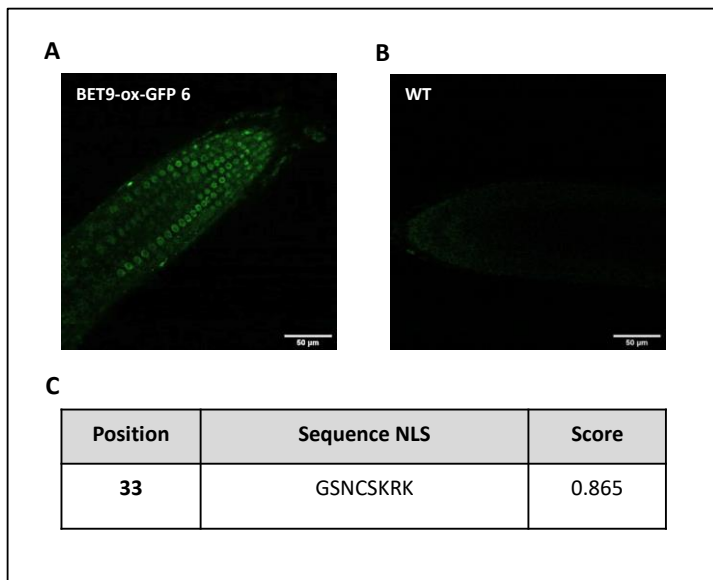 A
B
BET9-ox-GFP 6
WT
50 µm
50 µm
C
Position Sequence NLS Score
33 GSNCSKRK 0.865